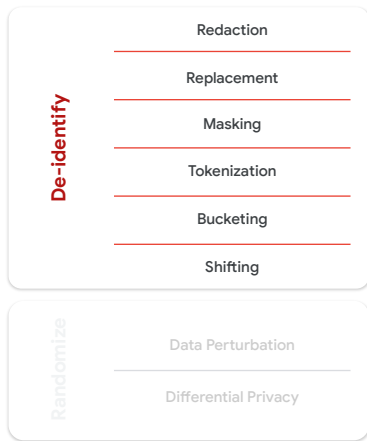 De-identify
Redaction
Replacement
Masking
Tokenization
Bucketing
Shifting
Randomize
Data Perturbation
Differential Privacy